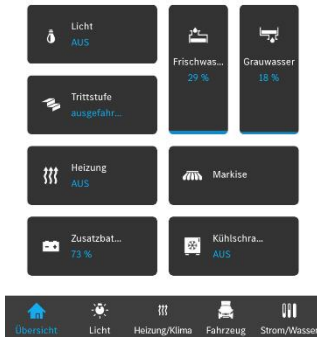 Licht
AUS
Frischwas...
29 %
Grauwasser
18 %
Trittstufe
ausgefahr...
Heizung
AUS
Markise
Zusatzbat...
73 %
Kühlschra...
AUS
Übersicht
Licht
Heizung/Klima
Fahrzeug
Strom/Wasser